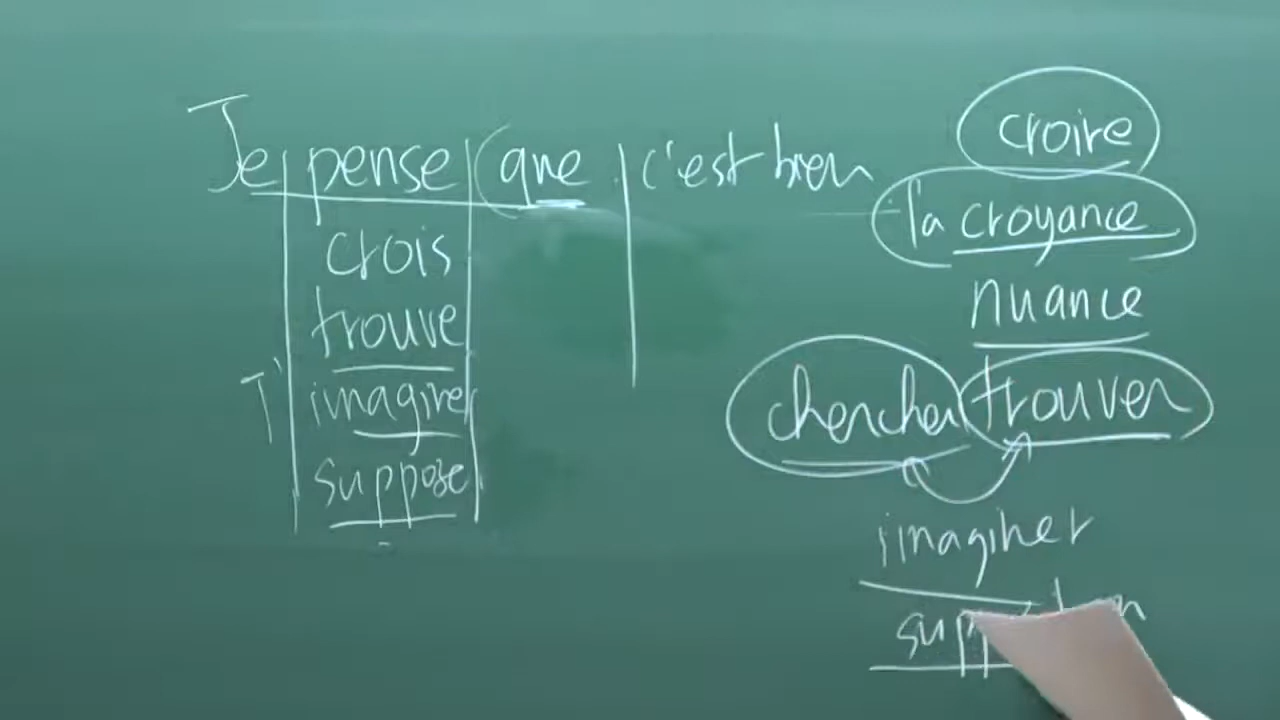 Je pense que c'est bien
crois
trouve
J' imagine
suppose
croire
la croyance
nuance
chercher trouver
imaginer